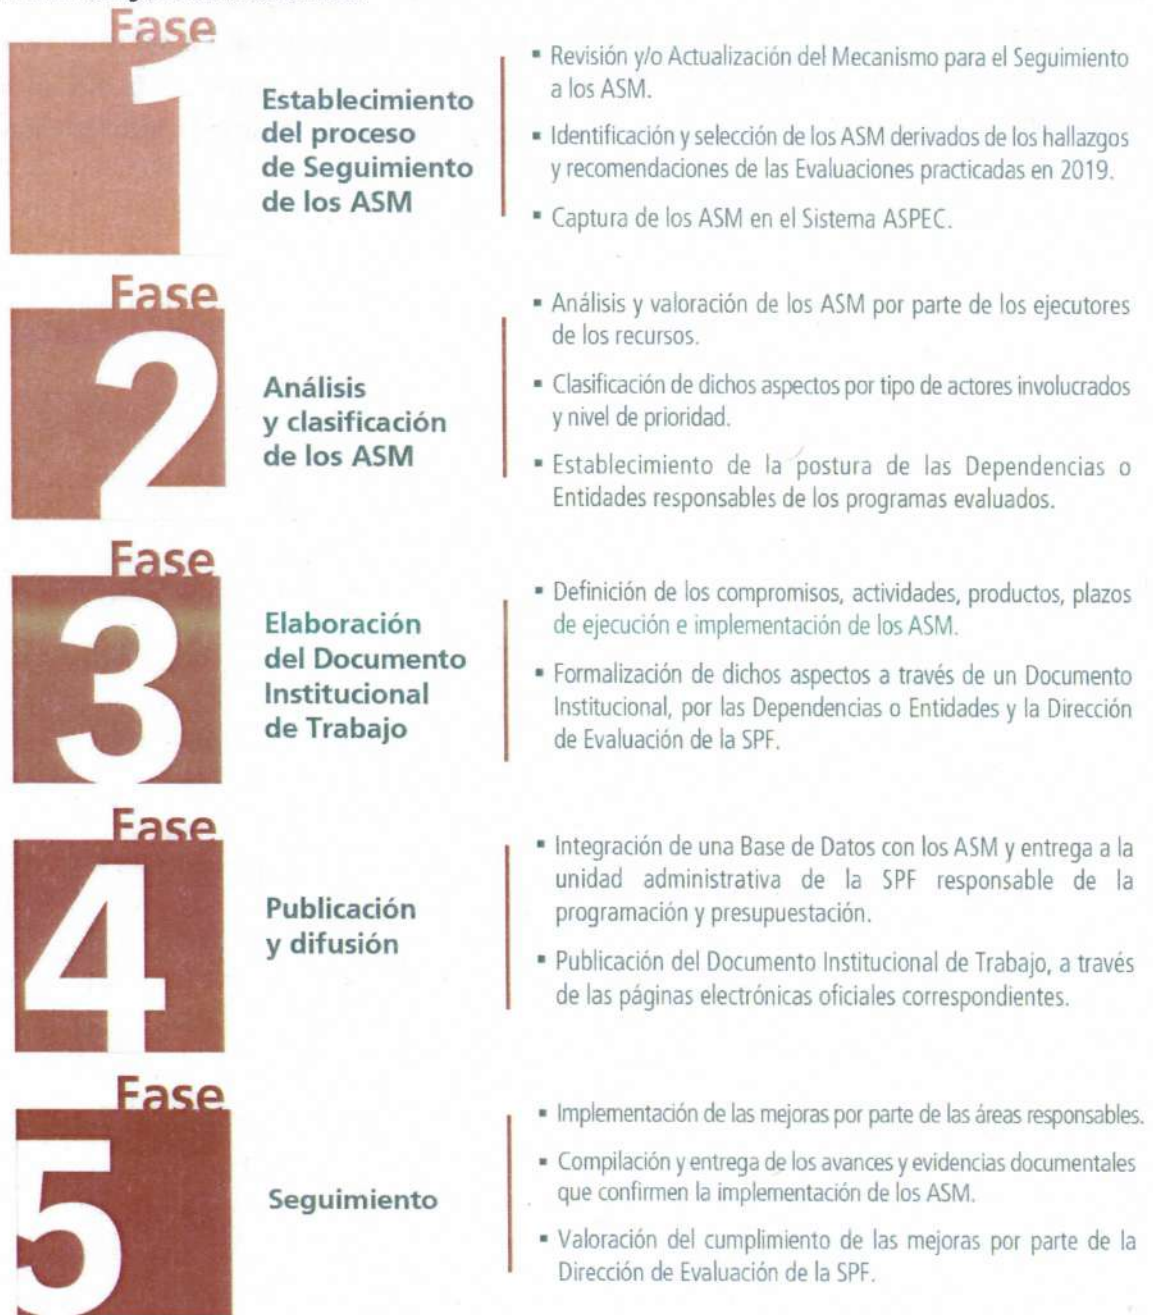 Fase
1
Establecimiento
del proceso
de Seguimiento
de los ASM
▪ Revisión y/o Actualización del Mecanismo para el Seguimiento
a los ASM.
▪ Identificación y selección de los ASM derivados de los hallazgos
y recomendaciones de las Evaluaciones practicadas en 2019.
▪ Captura de los ASM en el Sistema ASPEC.
Fase
2
Análisis
y clasificación
de los ASM
▪ Análisis y valoración de los ASM por parte de los ejecutores
de los recursos.
▪ Clasificación de dichos aspectos por tipo de actores involucrados
y nivel de prioridad.
▪ Establecimiento de la postura de las Dependencias o
Entidades responsables de los programas evaluados.
Fase
3
Elaboración
del Documento
Institucional
de Trabajo
▪ Definición de los compromisos, actividades, productos, plazos
de ejecución e implementación de los ASM.
▪ Formalización de dichos aspectos a través de un Documento
Institucional, por las Dependencias o Entidades y la Dirección
de Evaluación de la SPF.
Fase
4
Publicación
y difusión
▪ Integración de una Base de Datos con los ASM y entrega a la
unidad administrativa de la SPF responsable de la
programación y presupuestación.
▪ Publicación del Documento Institucional de Trabajo, a través
de las páginas electrónicas oficiales correspondientes.
Fase
5
Seguimiento
▪ Implementación de las mejoras por parte de las áreas responsables.
▪ Compilación y entrega de los avances y evidencias documentales
que confirmen la implementación de los ASM.
▪ Valoración del cumplimiento de las mejoras por parte de la
Dirección de Evaluación de la SPF.